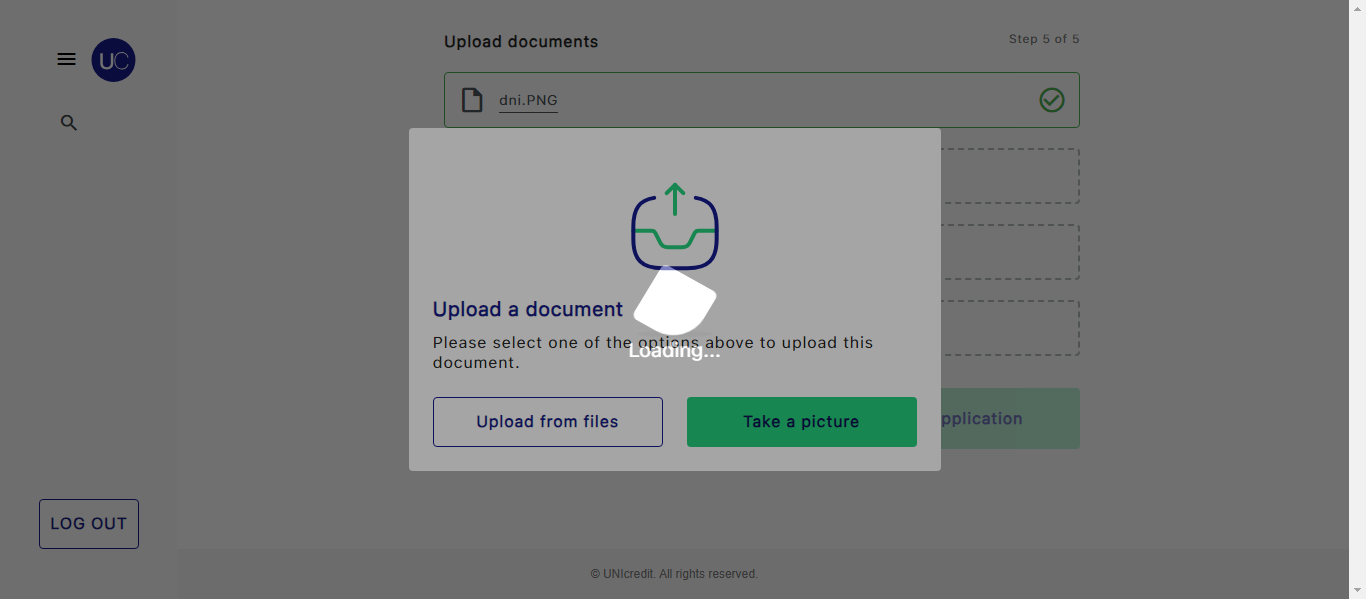 UC
Upload documents
Step 5 of 5
dni.PNG
Upload a document
Loading...
Please select one of the options above to upload this
document.
Upload from files
Take a picture
pplication
LOG OUT
© UNIcredit. All rights reserved.